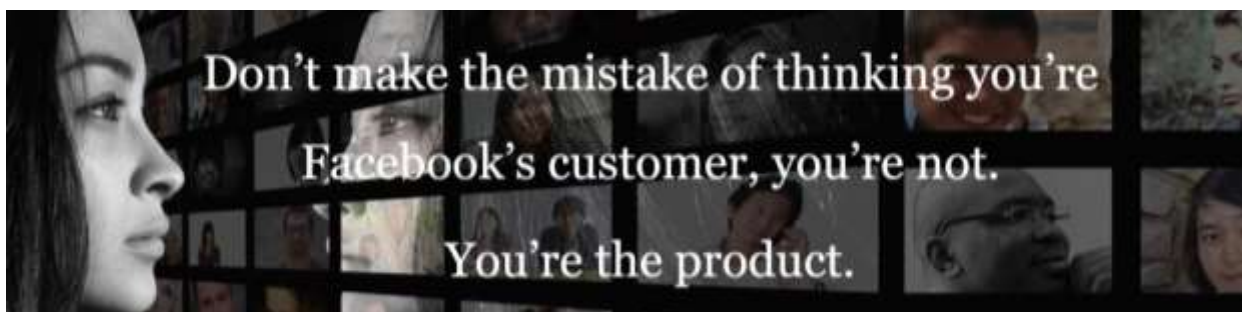 Don’t make the mistake of thinking you’re
Facebook’s customer, you’re not.
You’re the product.